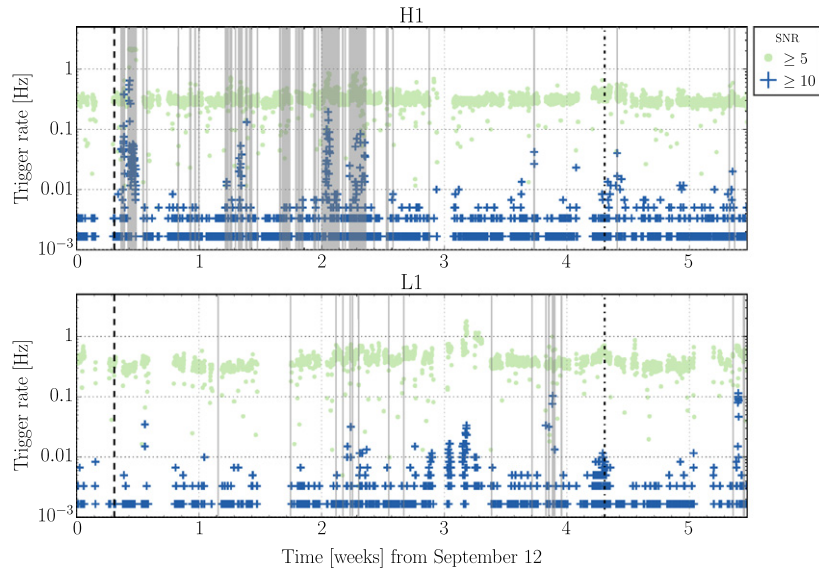 H1
SNR
≥ 5
≥ 10
Trigger rate [Hz]
1
0.1
0.01
10⁻³
0 1 2 3 4 5
L1
Trigger rate [Hz]
1
0.1
0.01
10⁻³
0 1 2 3 4 5
Time [weeks] from September 12